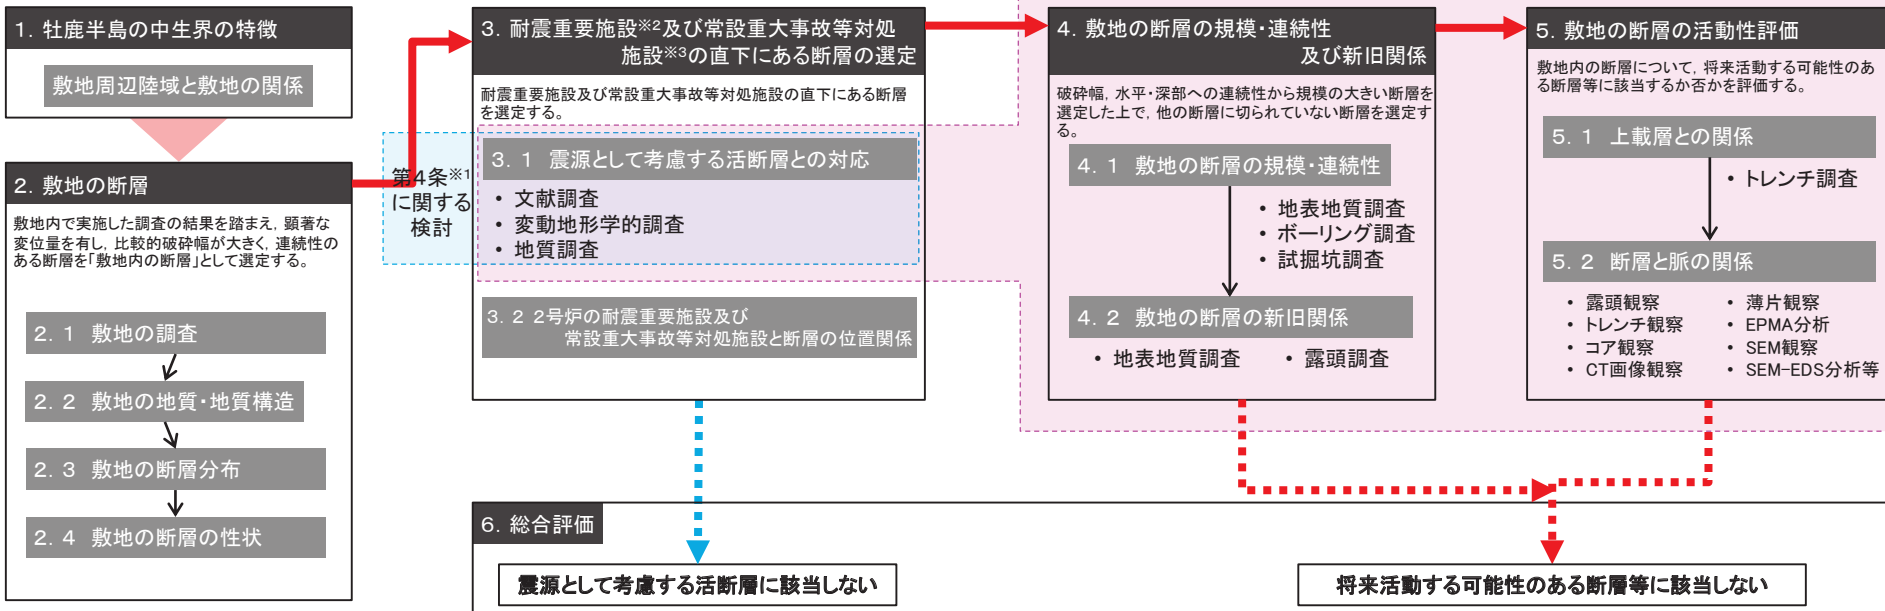 1. 牡鹿半島の中生界の特徴
敷地周辺陸域と敷地の関係
2. 敷地の断層
敷地内で実施した調査の結果を踏まえ, 顕著な
変位量を有し, 比較的破砕幅が大きく, 連続性の
ある断層を「敷地内の断層」として選定する。
2. 1 敷地の調査
2. 2 敷地の地質・地質構造
2. 3 敷地の断層分布
2. 4 敷地の断層の性状
第4条※1
に関する
検討
3. 耐震重要施設※2及び常設重大事故等対処
施設※3の直下にある断層の選定
耐震重要施設及び常設重大事故等対処施設の直下にある断層
を選定する。
3. 1 震源として考慮する活断層との対応
・ 文献調査
・ 変動地形学的調査
・ 地質調査
3. 2 2号炉の耐震重要施設及び
常設重大事故等対処施設と断層の位置関係
4. 敷地の断層の規模・連続性
及び新旧関係
破砕幅, 水平・深部への連続性から規模の大きい断層を
選定した上で, 他の断層に切られていない断層を選定す
る。
4. 1 敷地の断層の規模・連続性
・ 地表地質調査
・ ボーリング調査
・ 試掘坑調査
4. 2 敷地の断層の新旧関係
・ 地表地質調査 ・ 露頭調査
5. 敷地の断層の活動性評価
敷地内の断層について, 将来活動する可能性のあ
る断層等に該当するか否かを評価する。
5. 1 上載層との関係
・ トレンチ調査
5. 2 断層と脈の関係
・ 露頭観察
・ トレンチ観察
・ コア観察
・ CT画像観察
・ 薄片観察
・ EPMA分析
・ SEM観察
・ SEM-EDS分析等
6. 総合評価
震源として考慮する活断層に該当しない
将来活動する可能性のある断層等に該当しない